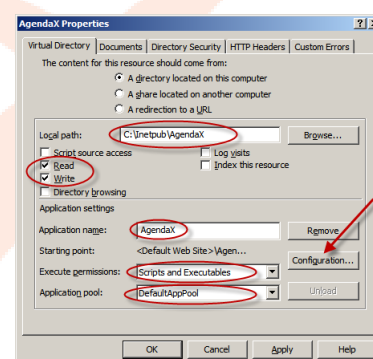 AgendaX Properties
Virtual Directory Documents Directory Security HTTP Headers Custom Errors
The content for this resource should come from:
A directory located on this computer
A share located on another computer
A redirection to a URL
Local path: C:\Inetpub\AgendaX Browse...
Script source access Log visits
Read Index this resource
Write
Directory browsing
Application settings
Application name: AgendaX Remove
Starting point: <Default Web Site>\Agen...
Configuration...
Execute permissions: Scripts and Executables
Application pool: DefaultAppPool Unload
OK Cancel Apply Help